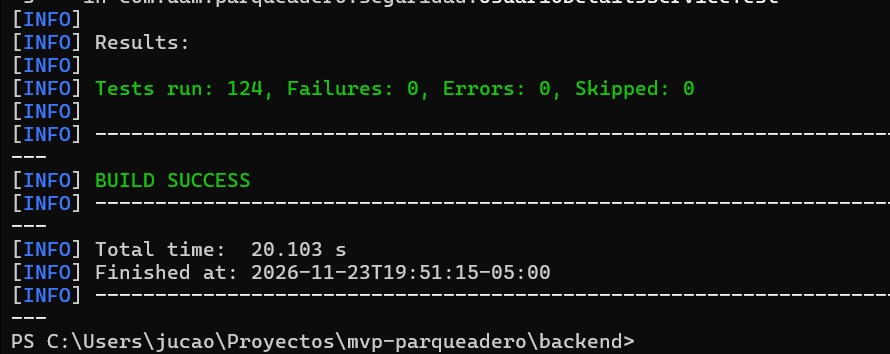 [INFO]
[INFO] Results:
[INFO]
[INFO] Tests run: 124, Failures: 0, Errors: 0, Skipped: 0
[INFO]
[INFO] ------------------------------------------------------------------
---
[INFO] BUILD SUCCESS
[INFO] ------------------------------------------------------------------
---
[INFO] Total time:  20.103 s
[INFO] Finished at: 2026-11-23T19:51:15-05:00
[INFO] ------------------------------------------------------------------
---
PS C:\Users\jucao\Proyectos\mvp-parqueadero\backend>